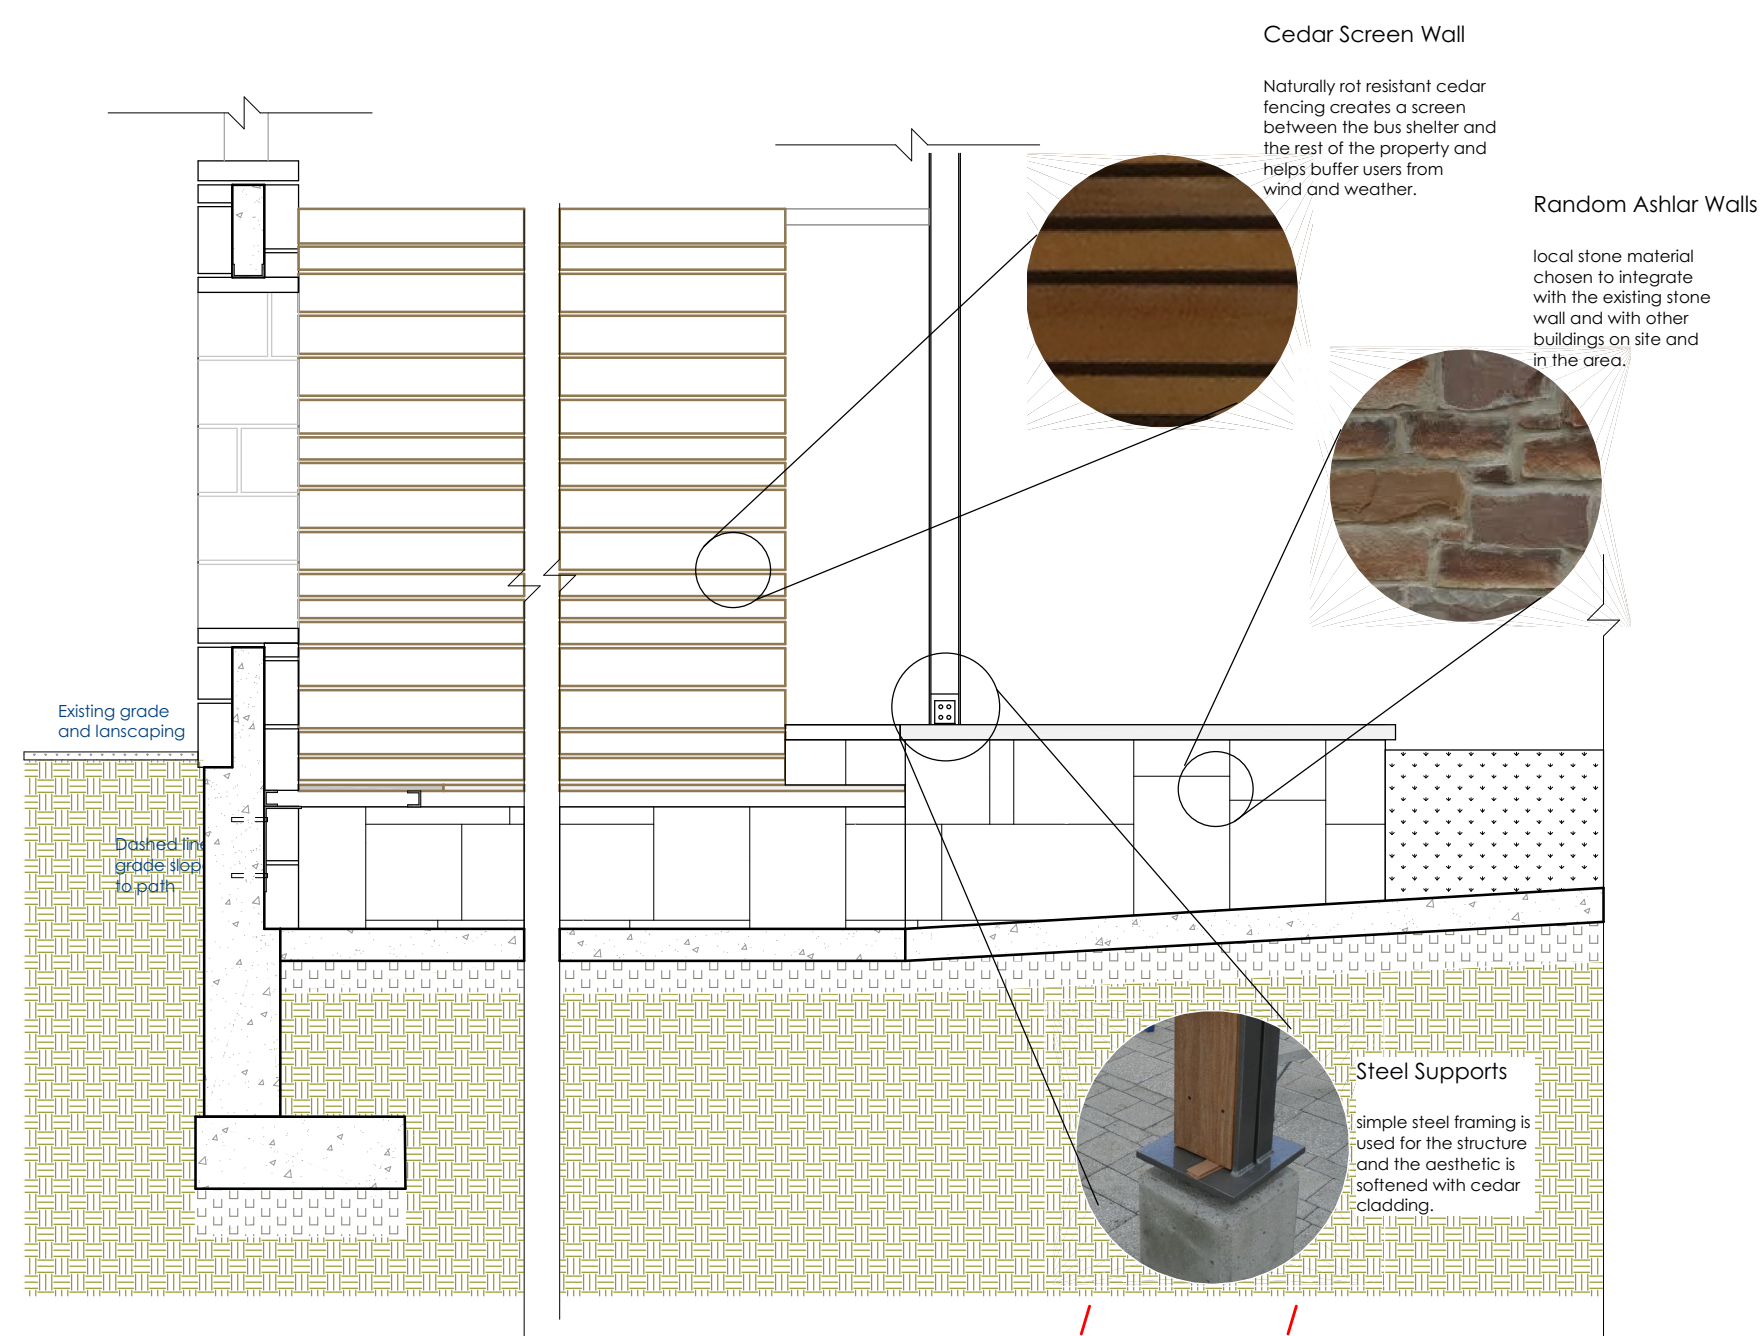 Cedar Screen Wall
Naturally rot resistant cedar
fencing creates a screen
between the bus shelter and
the rest of the property and
helps buffer users from
wind and weather.
Random Ashlar Walls
local stone material
chosen to integrate
with the existing stone
wall and with other
buildings on site and
in the area.
Existing grade
and lanscaping
Dashed line
grade slop
to path
Steel Supports
simple steel framing is
used for the structure
and the aesthetic is
softened with cedar
cladding.